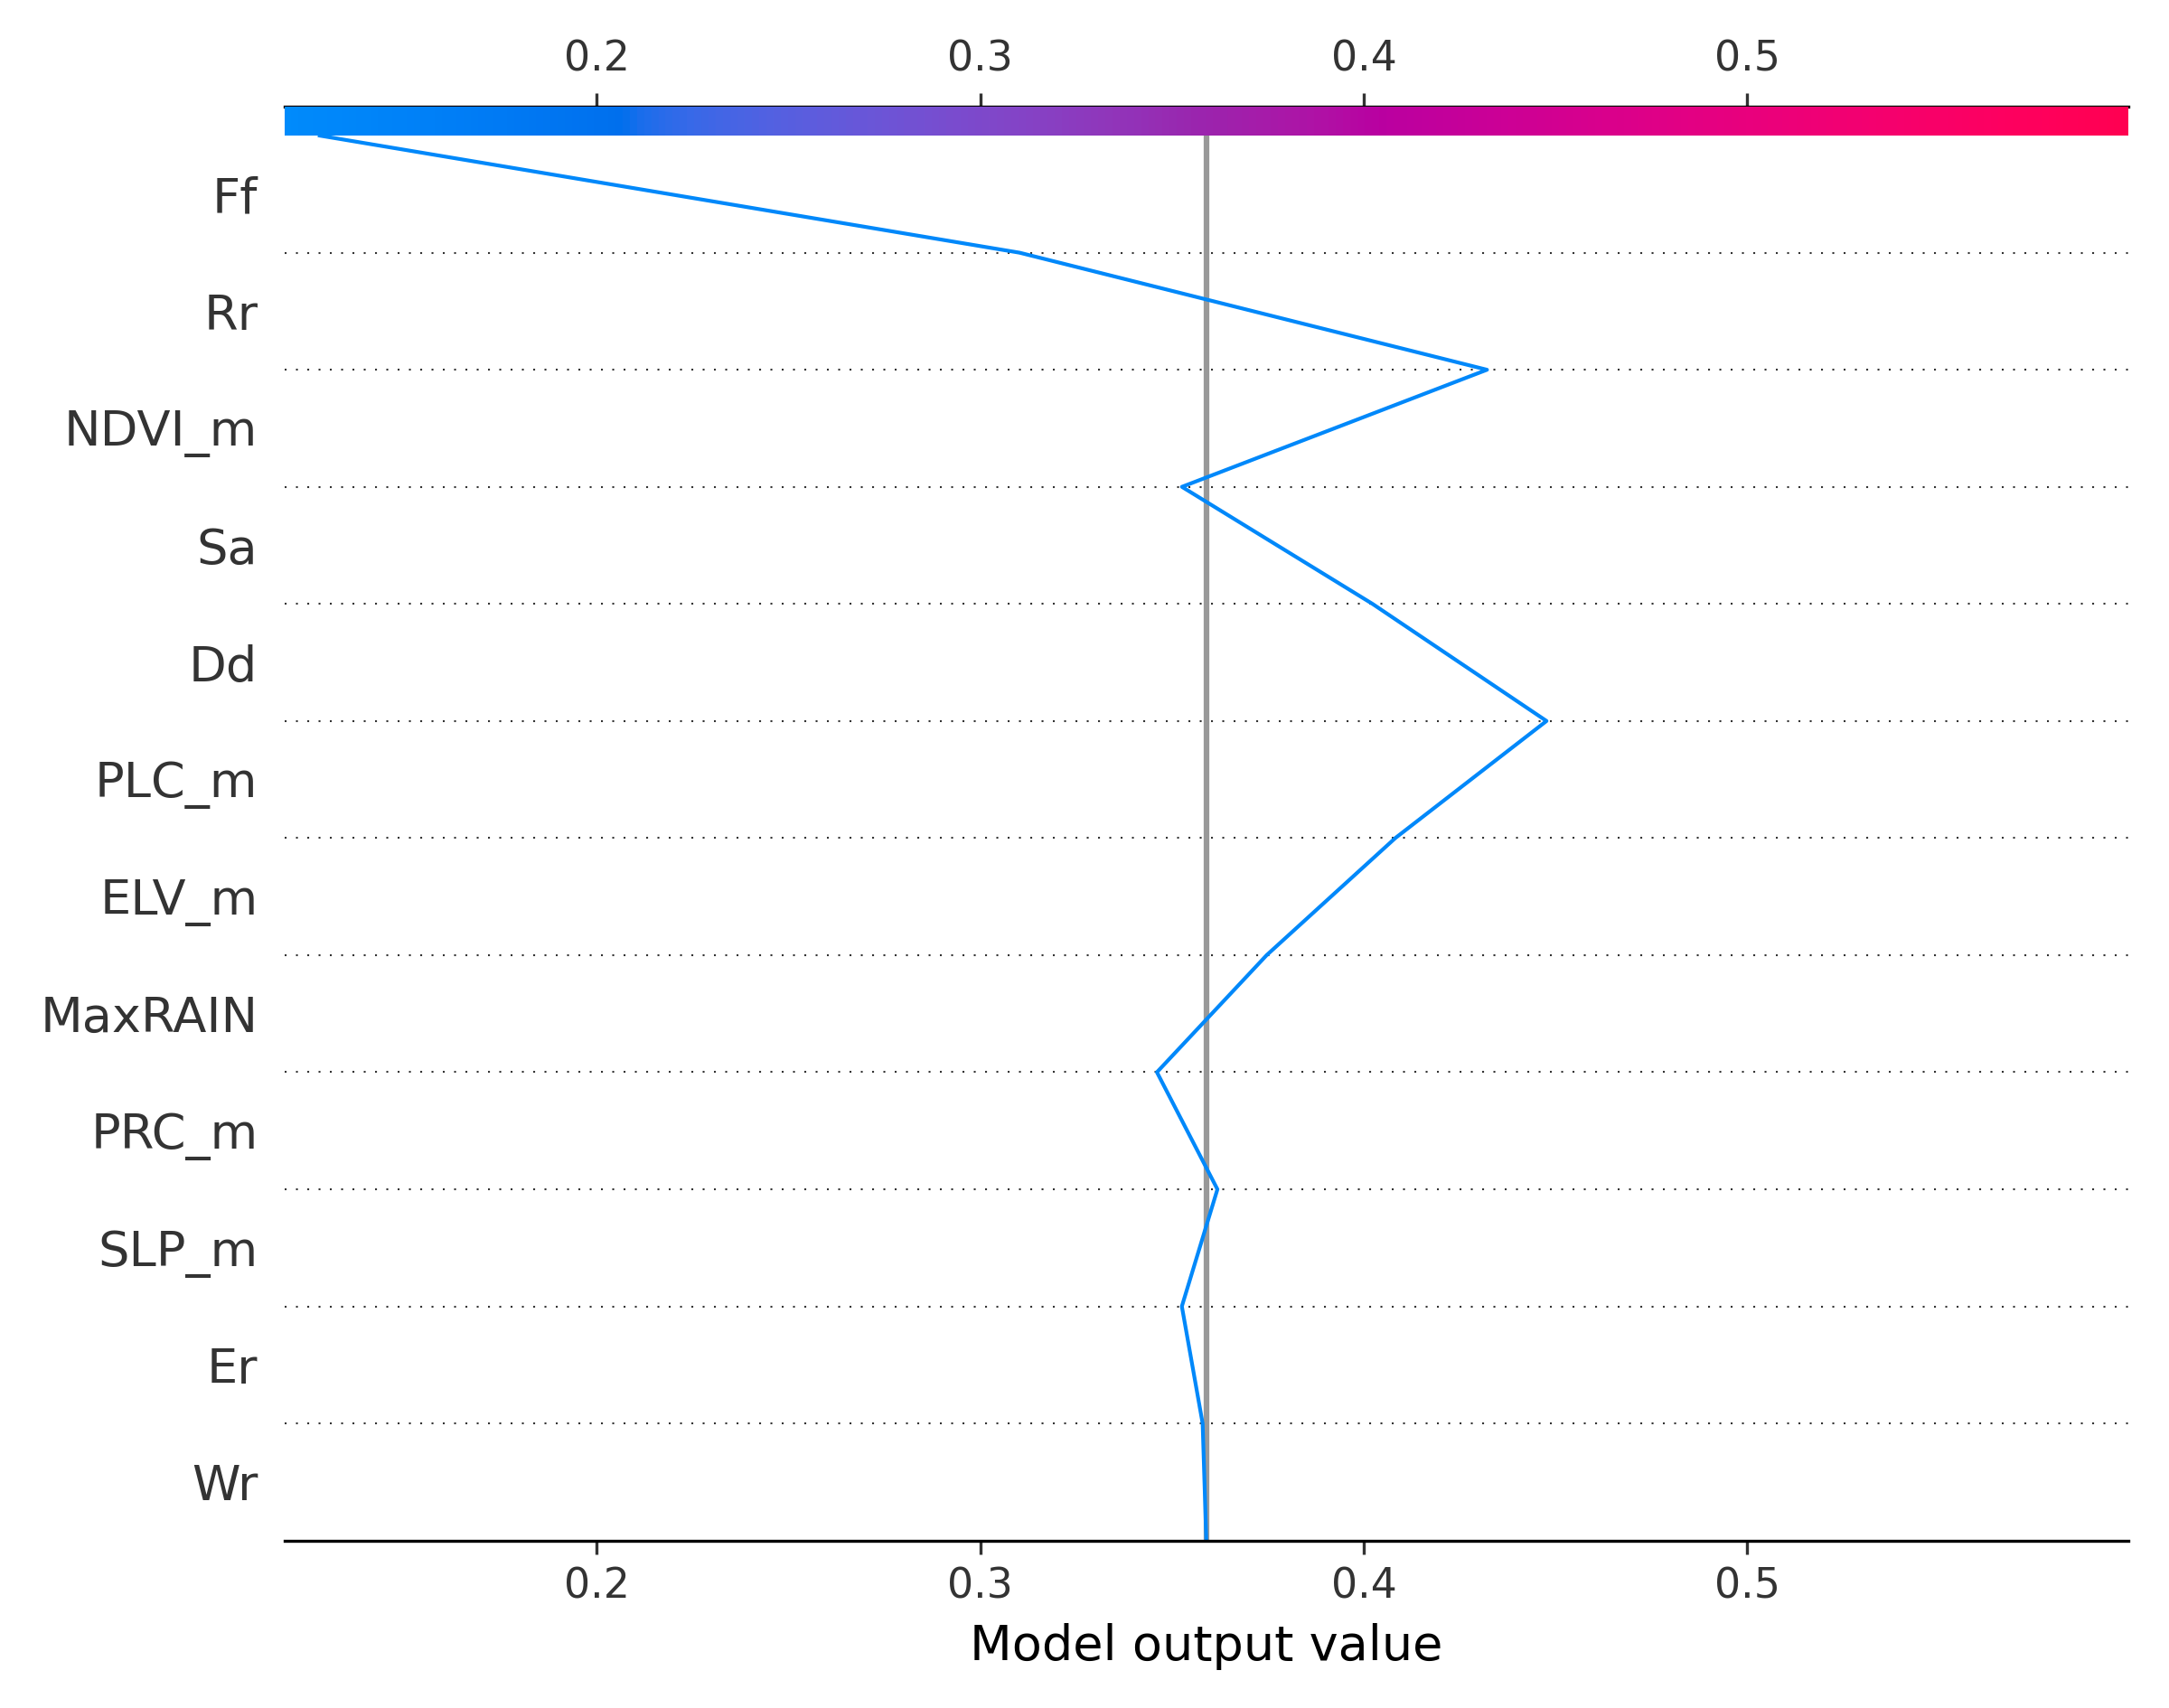 0.2 0.3 0.4 0.5
Ff
Rr
NDVI_m
Sa
Dd
PLC_m
ELV_m
MaxRAIN
PRC_m
SLP_m
Er
Wr
0.2 0.3 0.4 0.5
Model output value